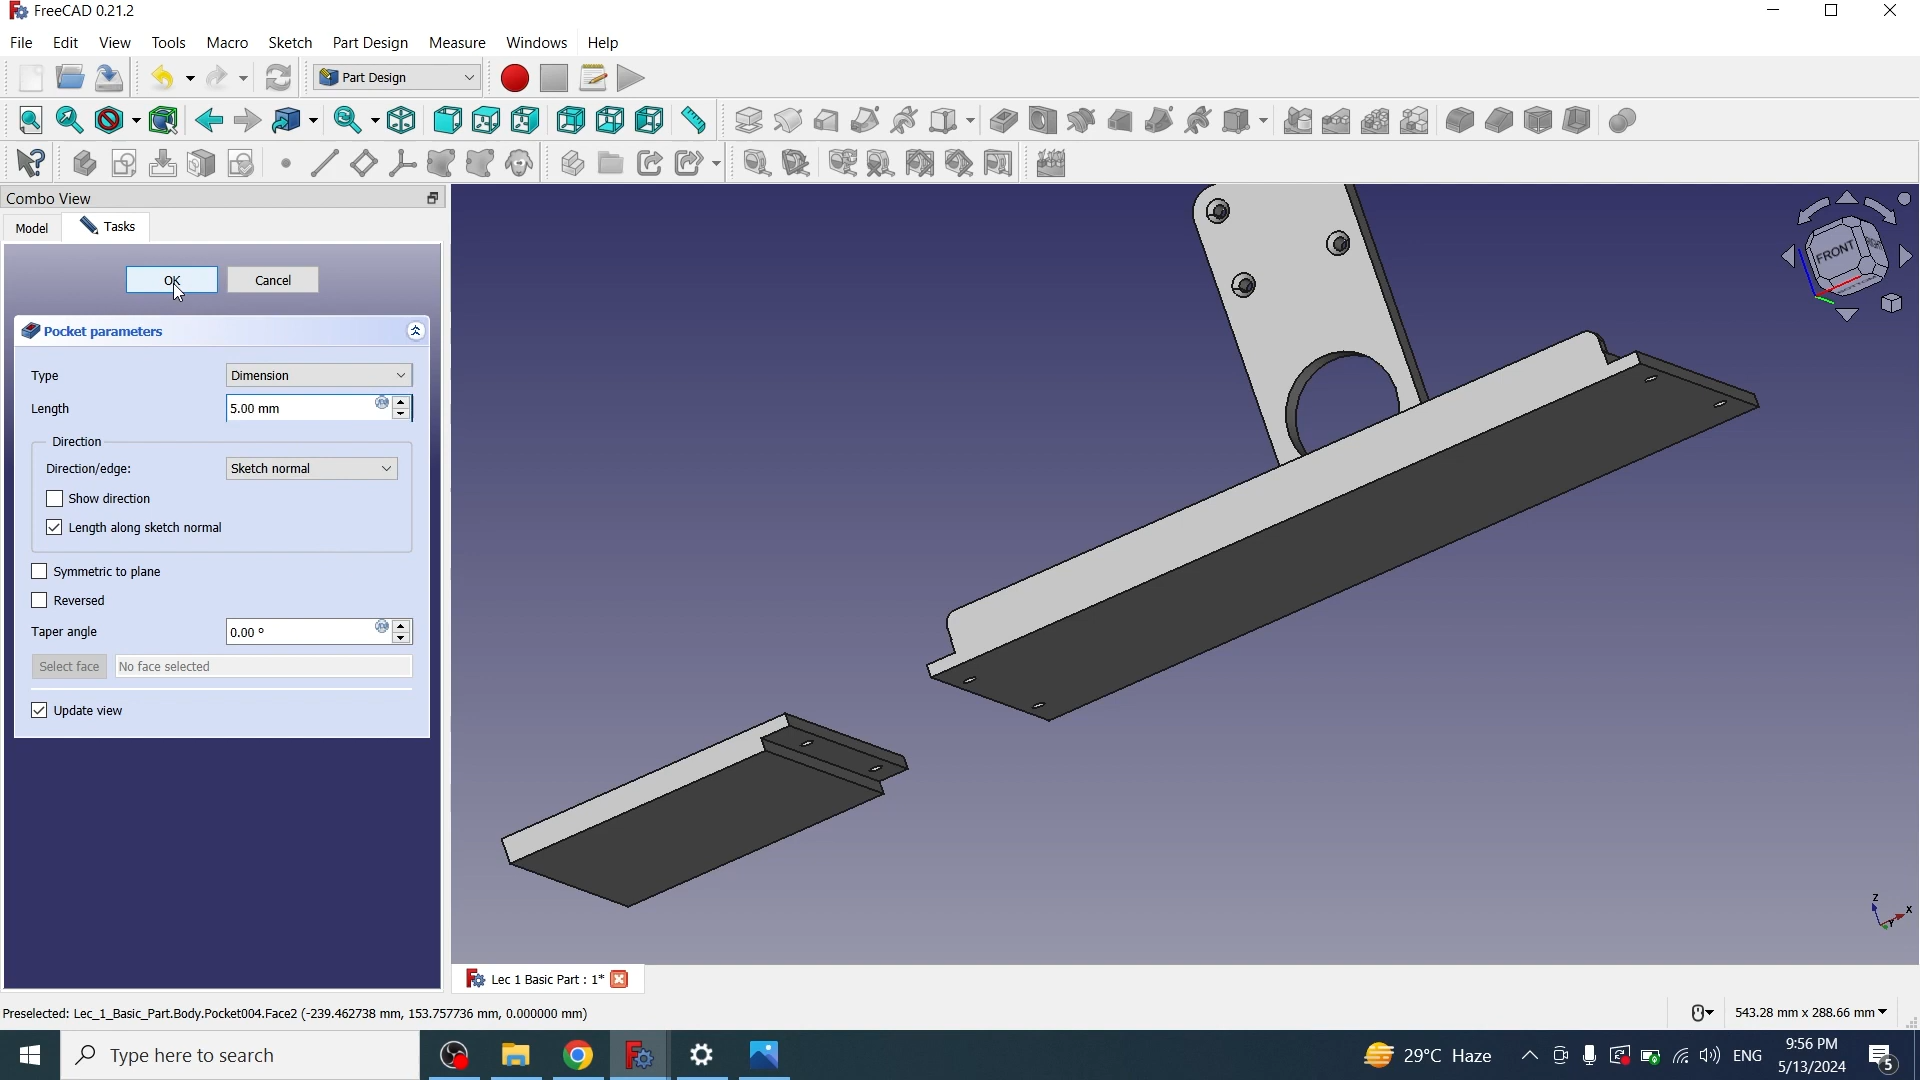 FreeCAD 0.21.2
File Edit View Tools Macro Sketch Part Design Measure Windows Help
Part Design
Combo View
Model Tasks
OK Cancel
Pocket parameters
Type Dimension
Length 5.00 mm
Direction
Direction/edge: Sketch normal
Show direction
Length along sketch normal
Symmetric to plane
Reversed
Taper angle 0.00 °
Select face No face selected
Update view
FRONT
Z
X
Y
Lec 1 Basic Part : 1*
Preselected: Lec_1_Basic_Part.Body.Pocket004.Face2 (-239.462738 mm, 153.757736 mm, 0.000000 mm)
543.28 mm x 288.66 mm
Type here to search
29°C Haze
ENG
9:56 PM
5/13/2024
5